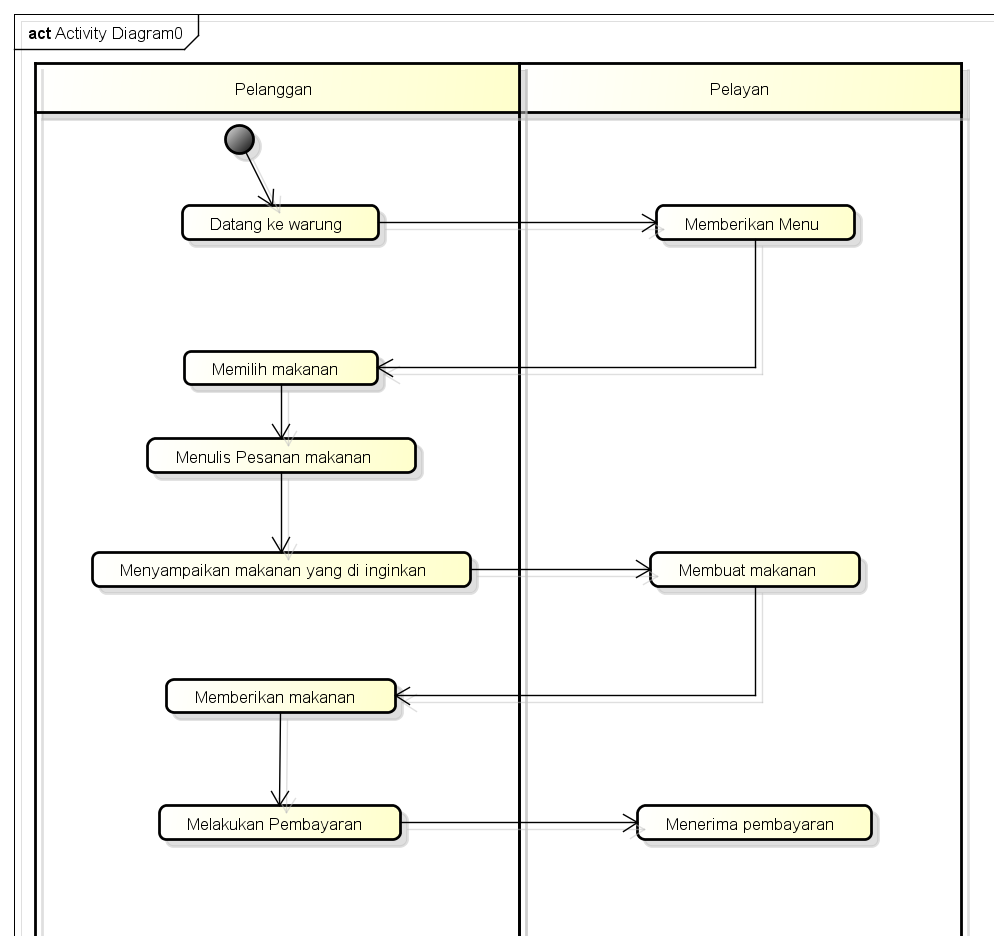 act Activity Diagram0
Pelanggan
Pelayan
Datang ke warung
Memberikan Menu
Memilih makanan
Menulis Pesanan makanan
Menyampaikan makanan yang di inginkan
Membuat makanan
Memberikan makanan
Melakukan Pembayaran
Menerima pembayaran